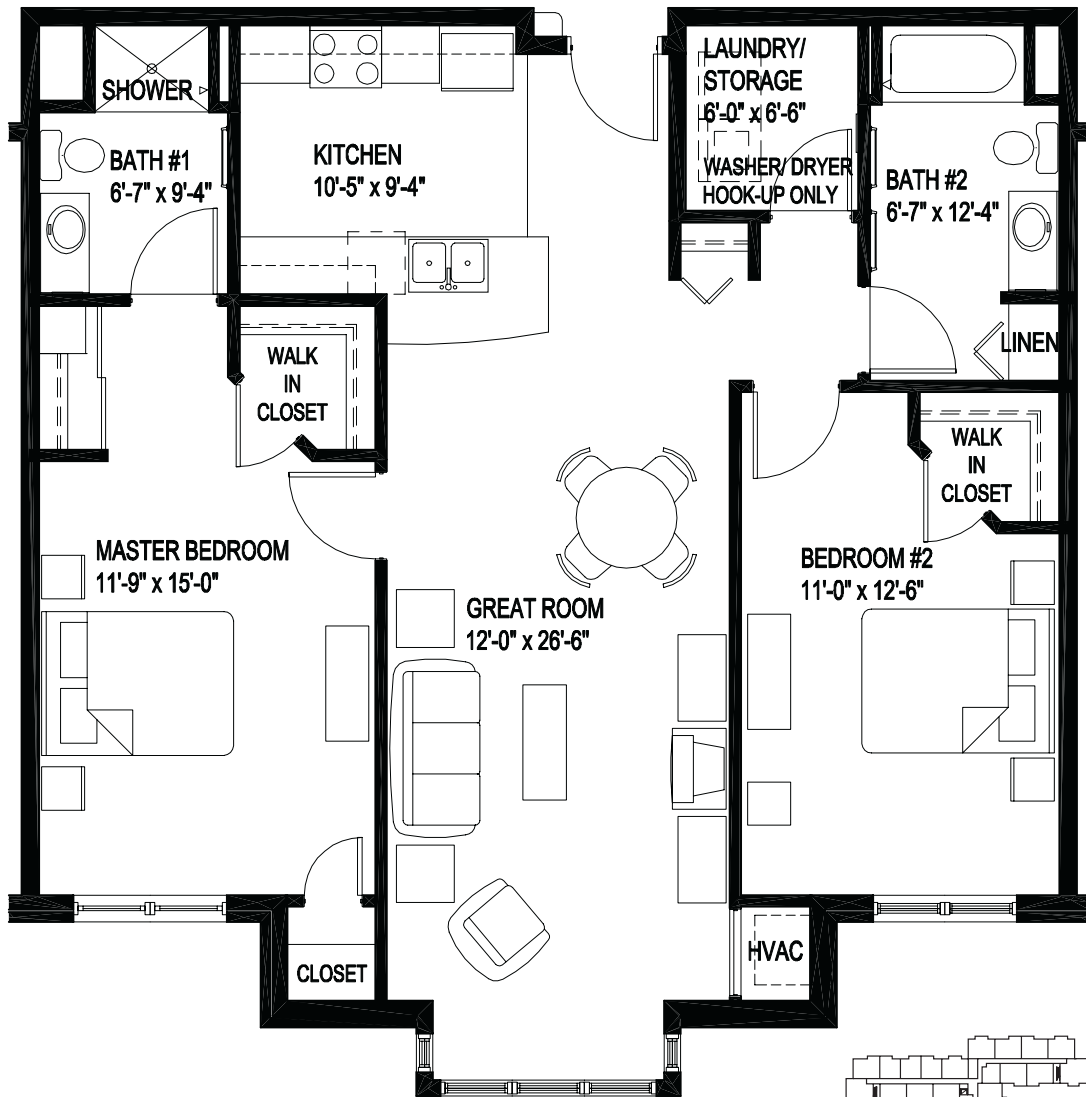 SHOWER
BATH #1
6'-7" x 9'-4"
KITCHEN
10'-5" x 9'-4"
LAUNDRY/
STORAGE
6'-0" x 6'-6"
WASHER/ DRYER
HOOK-UP ONLY
BATH #2
6'-7" x 12'-4"
LINEN
WALK
IN
CLOSET
WALK
IN
CLOSET
MASTER BEDROOM
11'-9" x 15'-0"
GREAT ROOM
12'-0" x 26'-6"
BEDROOM #2
11'-0" x 12'-6"
CLOSET
HVAC